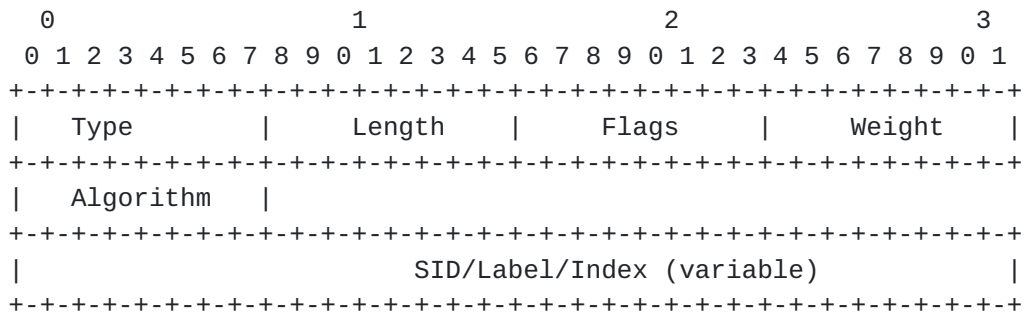 0                   1                   2                   3
 0 1 2 3 4 5 6 7 8 9 0 1 2 3 4 5 6 7 8 9 0 1 2 3 4 5 6 7 8 9 0 1
+-+-+-+-+-+-+-+-+-+-+-+-+-+-+-+-+-+-+-+-+-+-+-+-+-+-+-+-+-+-+-+-+
|   Type        |     Length    |     Flags     |     Weight    |
+-+-+-+-+-+-+-+-+-+-+-+-+-+-+-+-+-+-+-+-+-+-+-+-+-+-+-+-+-+-+-+-+
|   Algorithm   |
+-+-+-+-+-+-+-+-+-+-+-+-+-+-+-+-+-+-+-+-+-+-+-+-+-+-+-+-+-+-+-+-+
|                         SID/Label/Index (variable)            |
+-+-+-+-+-+-+-+-+-+-+-+-+-+-+-+-+-+-+-+-+-+-+-+-+-+-+-+-+-+-+-+-+